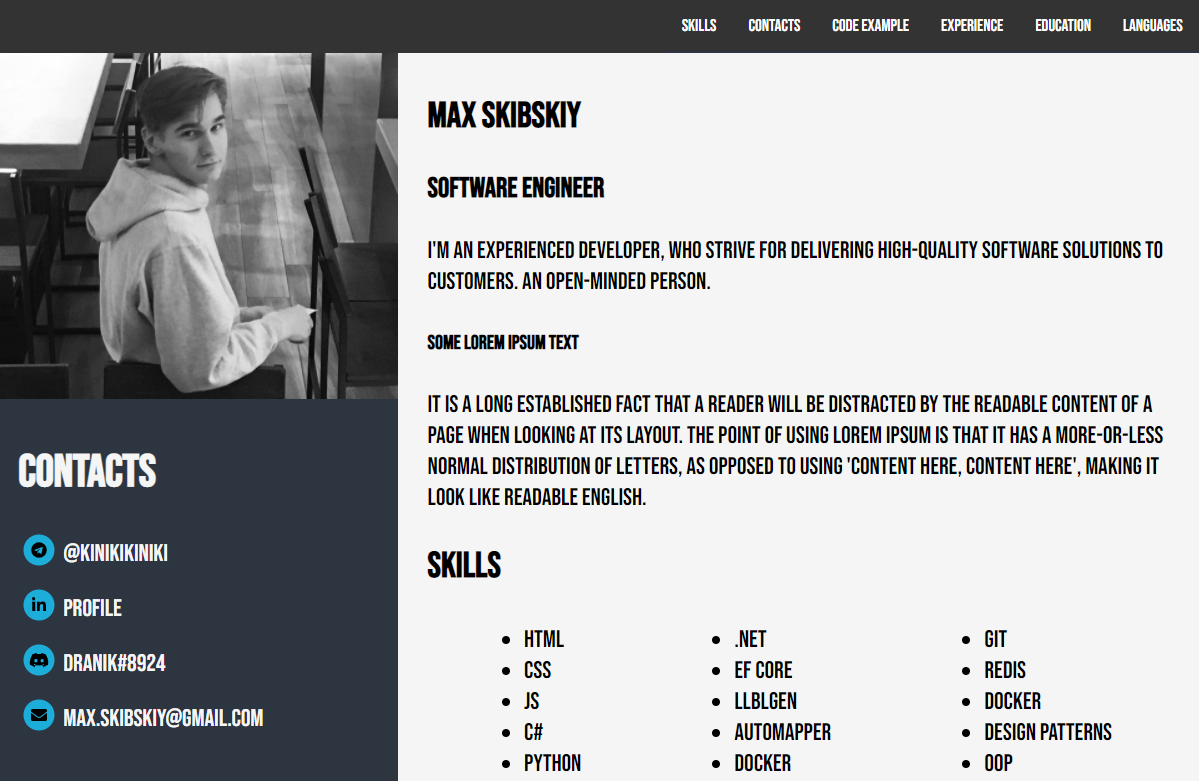 SKILLS CONTACTS CODE EXAMPLE EXPERIENCE EDUCATION LANGUAGES
MAX SKIBSKIY
SOFTWARE ENGINEER
I'M AN EXPERIENCED DEVELOPER, WHO STRIVE FOR DELIVERING HIGH-QUALITY SOFTWARE SOLUTIONS TO
CUSTOMERS. AN OPEN-MINDED PERSON.
SOME LOREM IPSUM TEXT
IT IS A LONG ESTABLISHED FACT THAT A READER WILL BE DISTRACTED BY THE READABLE CONTENT OF A
PAGE WHEN LOOKING AT ITS LAYOUT. THE POINT OF USING LOREM IPSUM IS THAT IT HAS A MORE-OR-LESS
NORMAL DISTRIBUTION OF LETTERS, AS OPPOSED TO USING 'CONTENT HERE, CONTENT HERE', MAKING IT
LOOK LIKE READABLE ENGLISH.
SKILLS
HTML
CSS
JS
C#
PYTHON
.NET
EF CORE
LLBLGEN
AUTOMAPPER
DOCKER
GIT
REDIS
DOCKER
DESIGN PATTERNS
OOP
CONTACTS
@KINIKIKINIKI
in PROFILE
DRANIK#8924
MAX.SKIBSKIY@GMAIL.COM